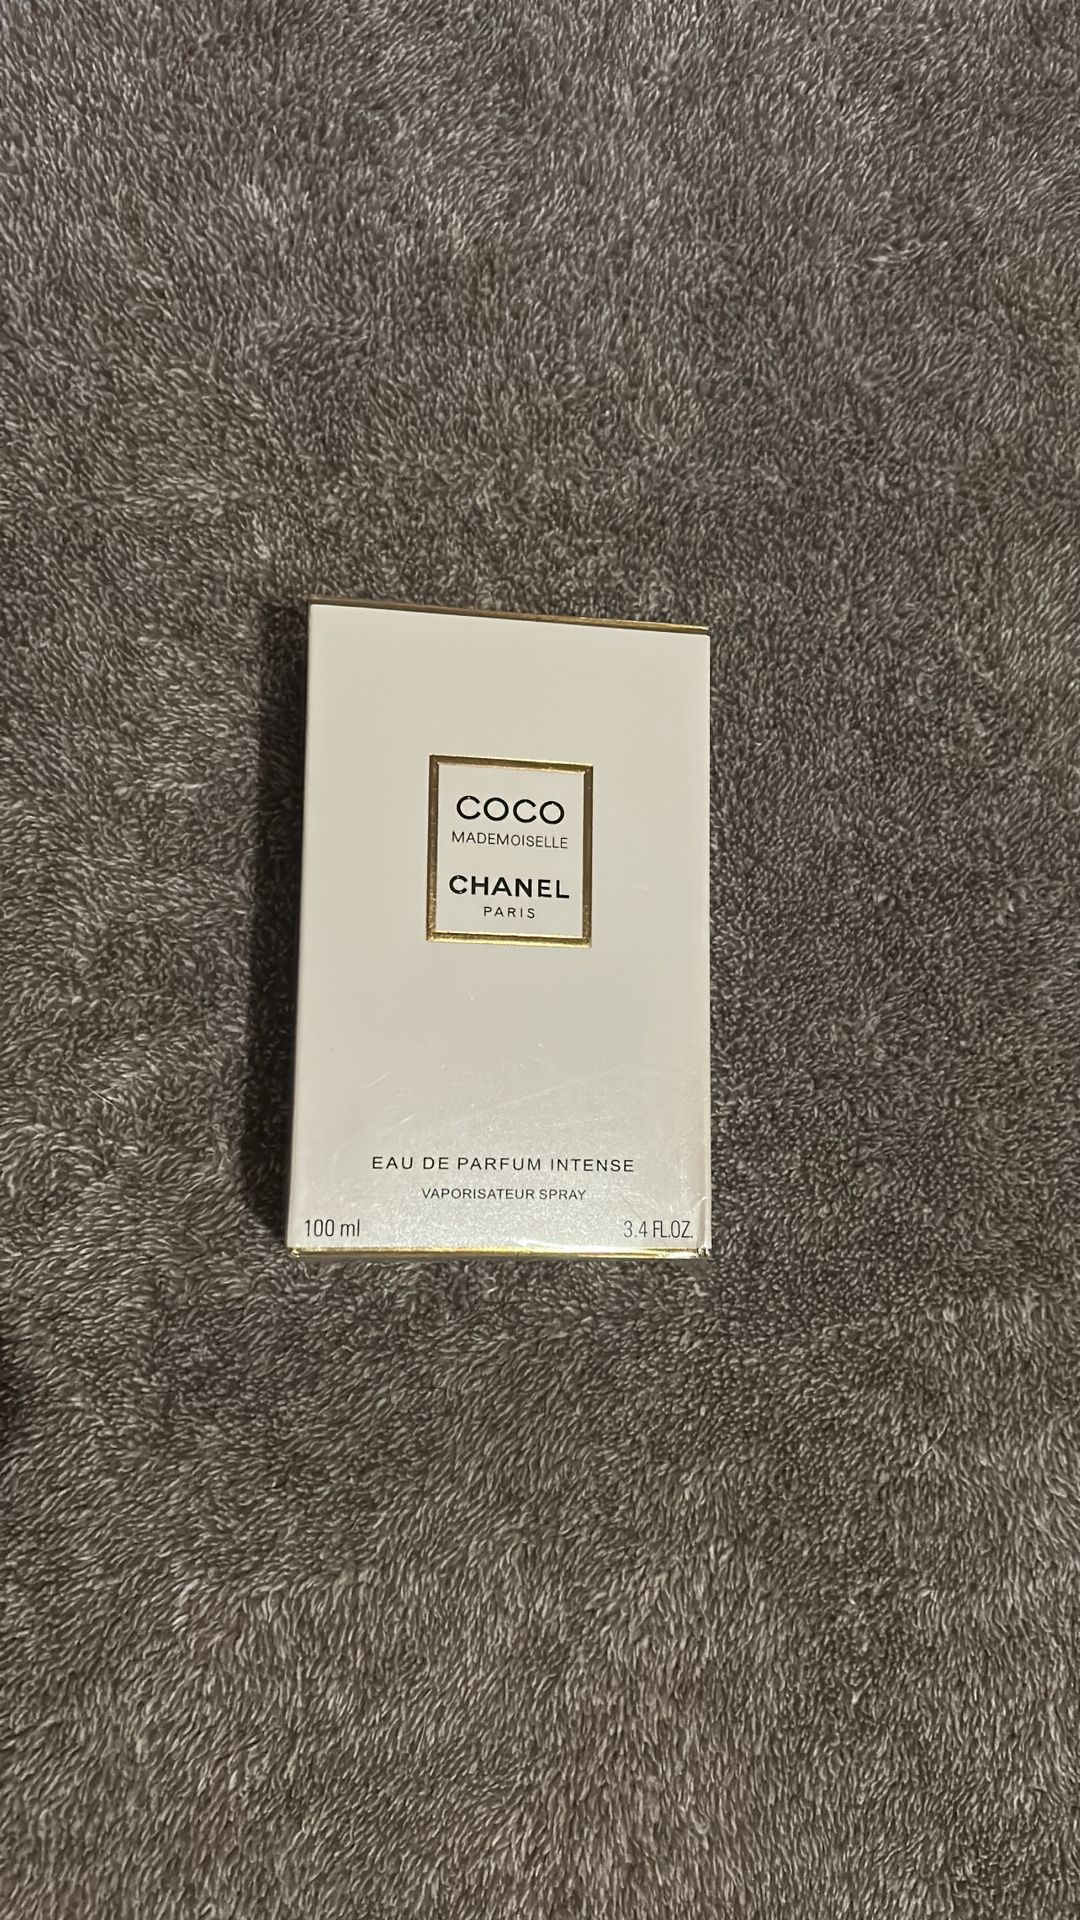 COCO
MADEMOISELLE
CHANEL
PARIS
EAU DE PARFUM INTENSE
VAPORISATEUR SPRAY
100 ml 3.4 FL.OZ.